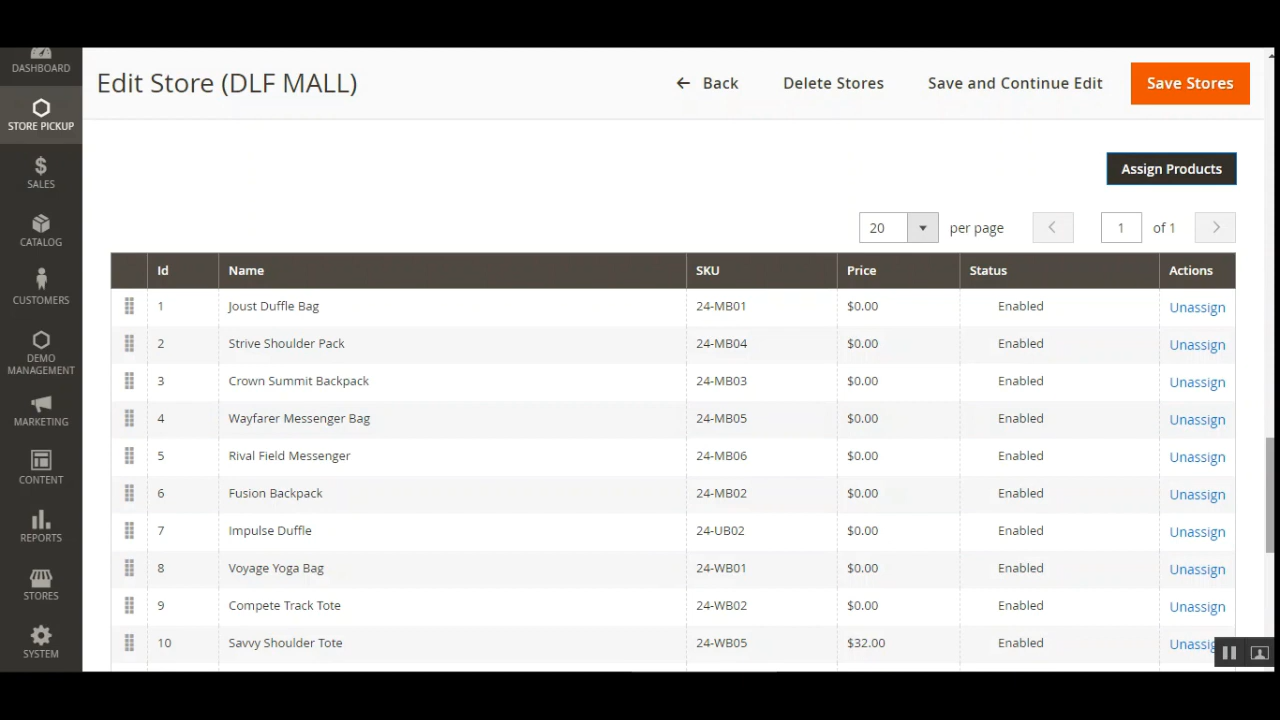 DASHBOARD
STORE PICKUP
SALES
CATALOG
CUSTOMERS
DEMO
MANAGEMENT
MARKETING
CONTENT
REPORTS
STORES
SYSTEM
Edit Store (DLF MALL)
Back Delete Stores Save and Continue Edit Save Stores
Assign Products
20 per page 1 of 1
Id Name SKU Price Status Actions
1 Joust Duffle Bag 24-MB01 $0.00 Enabled Unassign
2 Strive Shoulder Pack 24-MB04 $0.00 Enabled Unassign
3 Crown Summit Backpack 24-MB03 $0.00 Enabled Unassign
4 Wayfarer Messenger Bag 24-MB05 $0.00 Enabled Unassign
5 Rival Field Messenger 24-MB06 $0.00 Enabled Unassign
6 Fusion Backpack 24-MB02 $0.00 Enabled Unassign
7 Impulse Duffle 24-UB02 $0.00 Enabled Unassign
8 Voyage Yoga Bag 24-WB01 $0.00 Enabled Unassign
9 Compete Track Tote 24-WB02 $0.00 Enabled Unassign
10 Savvy Shoulder Tote 24-WB05 $32.00 Enabled Unassig